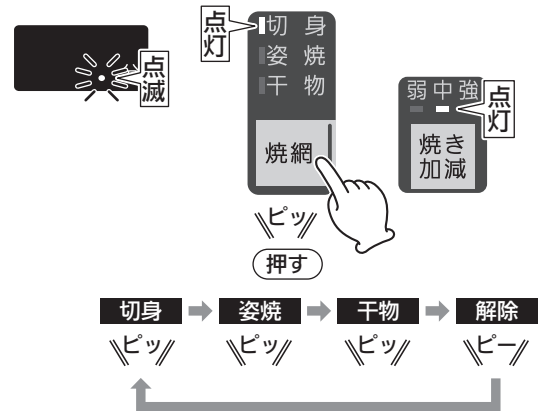 点滅
点灯
切身
姿焼
干物
焼網
弱中強
点灯
焼き
加減
ピッ
押す
切身 姿焼 干物 解除
ピッ ピッ ピッ ピー